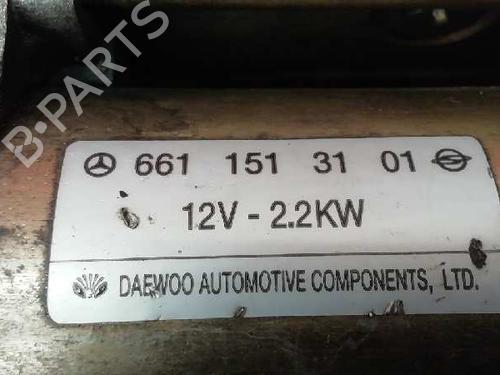 B-PARTS
661 151 31 01
12V - 2.2KW
DAEWOO AUTOMOTIVE COMPONENTS, LTD.